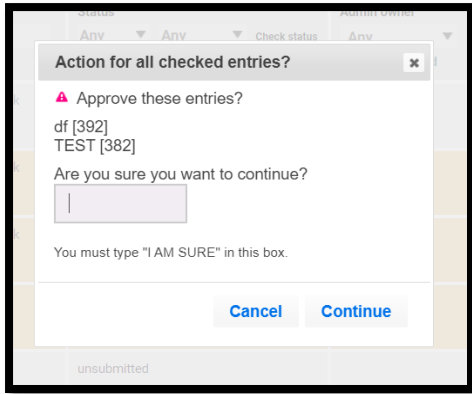 Status
Admin owner
Any Any Check status Any
Action for all checked entries?
Approve these entries?
df [392]
TEST [382]
Are you sure you want to continue?
You must type "I AM SURE" in this box.
Cancel Continue
unsubmitted